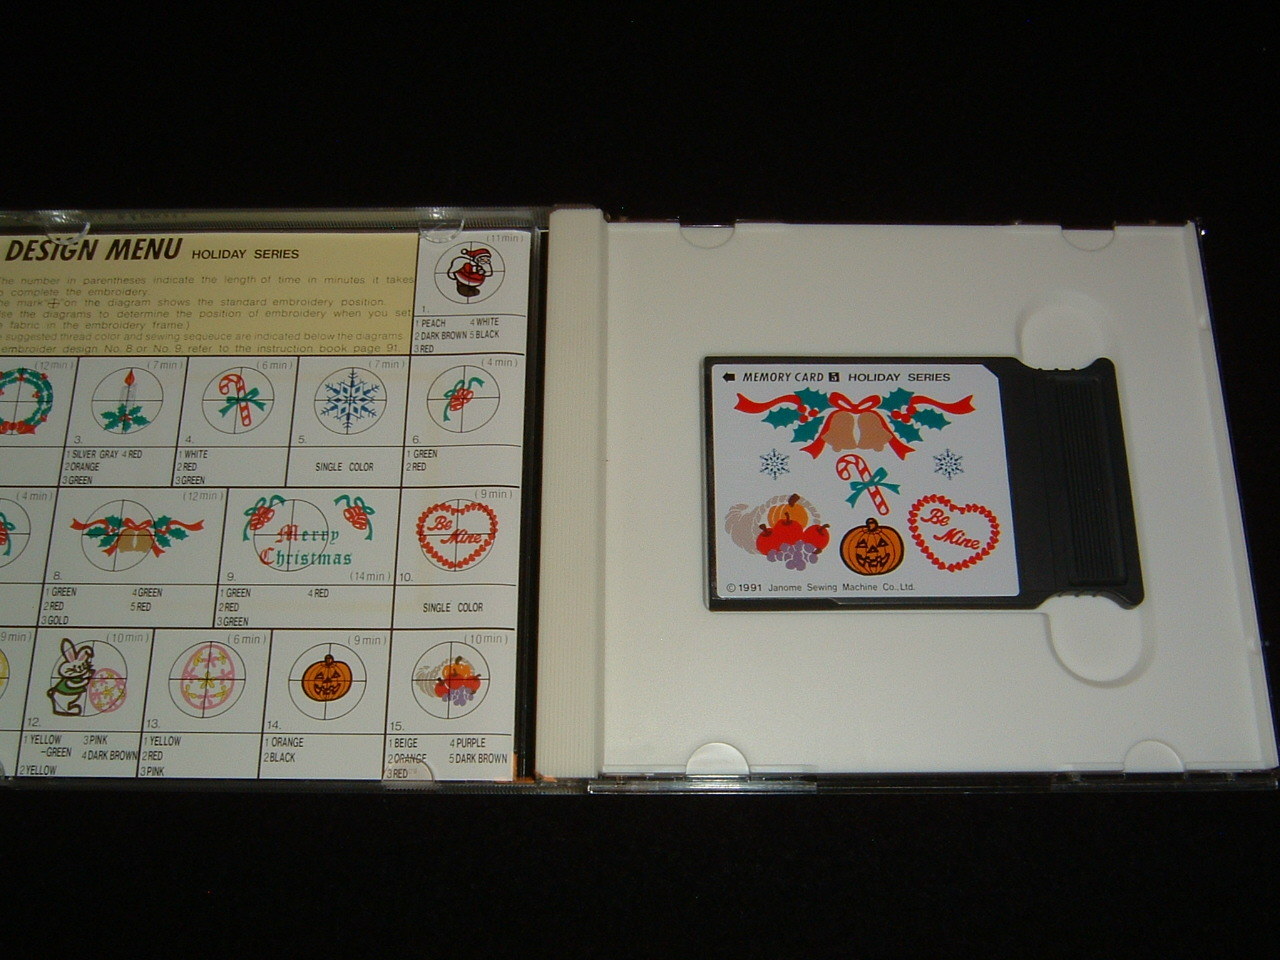 DESIGN MENU HOLIDAY SERIES
The number in parentheses indicate the length of time in minutes it takes
to complete the embroidery.
mark on the diagram shows the standard embroidery position.
the diagrams to determine the position of embroidery when you set
fabric in the embroidery frame.)
suggested thread color and sewing sequeuce are indicated below the diagrams
embroider design No. 8 or No. 9, refer to the instruction book page 91.
(11min)
1.
1 PEACH 4 WHITE
2 DARK BROWN 5 BLACK
3 RED
(12min)
(7min)
3.
1 SILVER GRAY 4 RED
2 ORANGE
3 GREEN
(6min)
4.
1 WHITE
2 RED
3 GREEN
(7min)
5.
SINGLE COLOR
(4min)
6.
1 GREEN
2 RED
(4min)
(12min)
8.
1 GREEN 4 GREEN
2 RED 5 RED
3 GOLD
Merry
Christmas
9.
(14min)
1 GREEN 4 RED
2 RED
3 GREEN
(9min)
Be
Mine
10.
SINGLE COLOR
9min)
(10min)
12.
1 YELLOW 3 PINK
-GREEN 4 DARK BROWN
2 YELLOW
(6min)
13.
1 YELLOW
2 RED
3 PINK
(9min)
14.
1 ORANGE
2 BLACK
(10min)
15.
1 BEIGE 4 PURPLE
2 ORANGE 5 DARK BROWN
3 RED
MEMORY CARD 5 HOLIDAY SERIES
Be
Mine
© 1991 Janome Sewing Machine Co., Ltd.